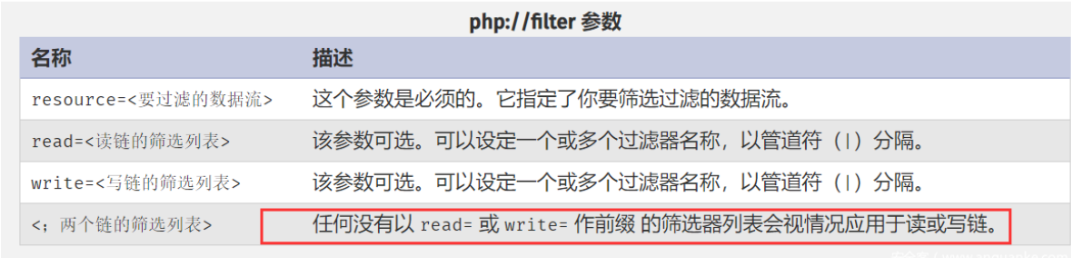 php://filter 参数
名称 描述
resource=<要过滤的数据流> 这个参数是必须的。它指定了你要筛选过滤的数据流。
read=<读链的筛选列表> 该参数可选。可以设定一个或多个过滤器名称，以管道符（|）分隔。
write=<写链的筛选列表> 该参数可选。可以设定一个或多个过滤器名称，以管道符（|）分隔。
<；两个链的筛选列表> 任何没有以 read= 或 write= 作前缀 的筛选器列表会视情况应用于读或写链。